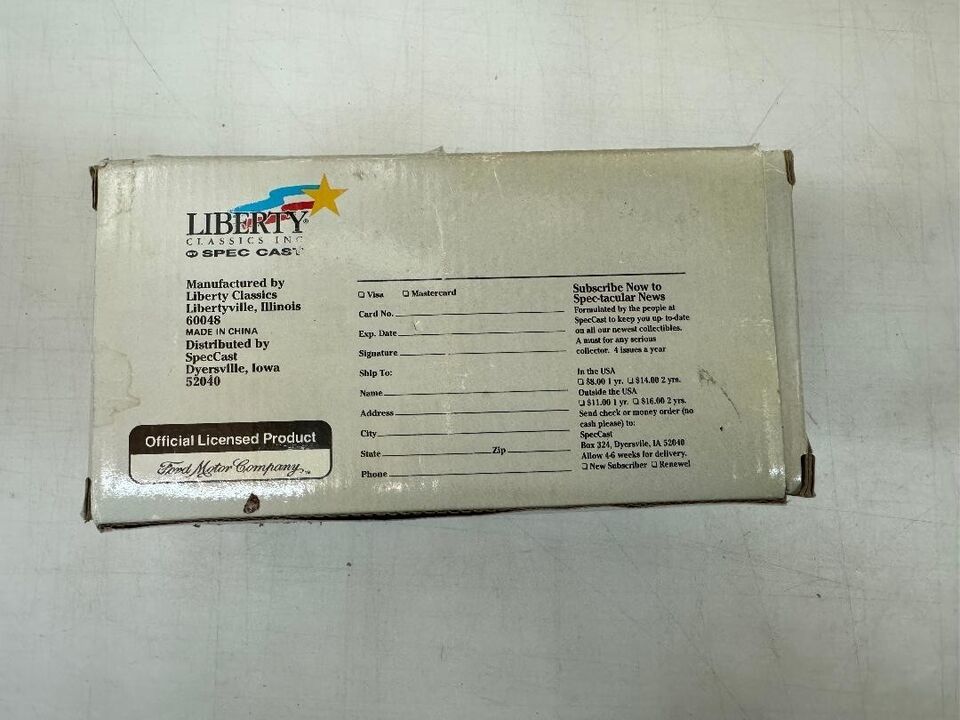 LIBERTY®
CLASSICS INC
SPEC CAST
Manufactured by
Liberty Classics
Libertyville, Illinois
60048
MADE IN CHINA
Distributed by
SpecCast
Dyersville, Iowa
52040
Official Licensed Product
Ford Motor Company™
☐ Visa ☐ Mastercard
Card No.
Exp. Date
Signature
Ship To:
Name
Address
City
State Zip
Phone
Subscribe Now to
Spec-tacular News
Formulated by the people at
SpecCast to keep you up-to-date
on all our newest collectibles.
A must for any serious
collector. 4 issues a year
In the USA
☐ $8.00 1 yr. ☐ $14.00 2 yrs.
Outside the USA
☐ $11.00 1 yr. ☐ $16.00 2 yrs.
Send check or money order (no
cash please) to:
SpecCast
Box 324, Dyersvile, IA 52040
Allow 4-6 weeks for delivery.
☐ New Subscriber ☐ Renewel